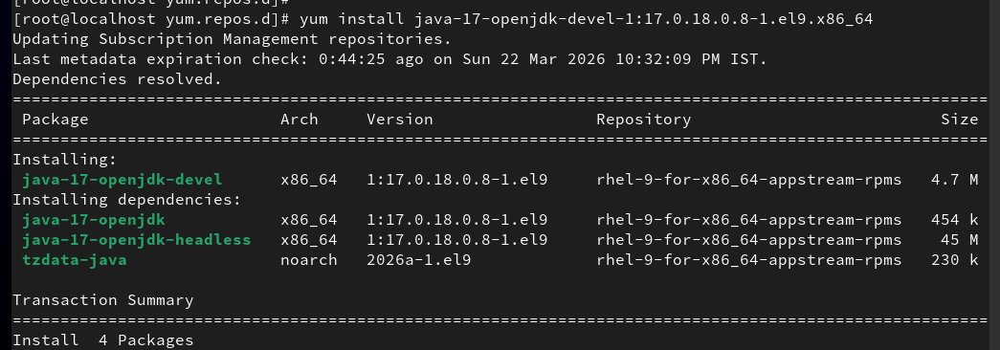 [root@localhost yum.repos.d]#
[root@localhost yum.repos.d]# yum install java-17-openjdk-devel-1:17.0.18.0.8-1.el9.x86_64
Updating Subscription Management repositories.
Last metadata expiration check: 0:44:25 ago on Sun 22 Mar 2026 10:32:09 PM IST.
Dependencies resolved.
================================================================================
Package Arch Version Repository Size
================================================================================
Installing:
java-17-openjdk-devel x86_64 1:17.0.18.0.8-1.el9 rhel-9-for-x86_64-appstream-rpms 4.7 M
Installing dependencies:
java-17-openjdk x86_64 1:17.0.18.0.8-1.el9 rhel-9-for-x86_64-appstream-rpms 454 k
java-17-openjdk-headless x86_64 1:17.0.18.0.8-1.el9 rhel-9-for-x86_64-appstream-rpms 45 M
tzdata-java noarch 2026a-1.el9 rhel-9-for-x86_64-appstream-rpms 230 k
Transaction Summary
================================================================================
Install 4 Packages